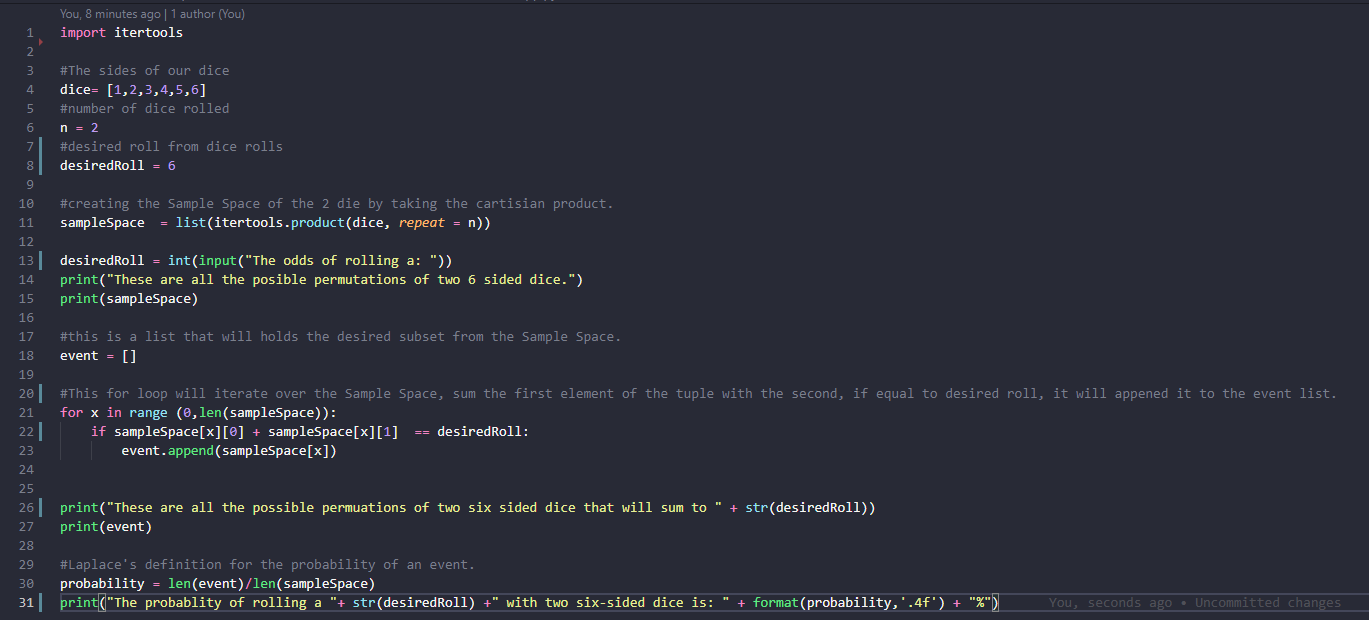 You, 8 minutes ago | 1 author (You)
1 import itertools
2
3 #The sides of our dice
4 dice= [1,2,3,4,5,6]
5 #number of dice rolled
6 n = 2
7 #desired roll from dice rolls
8 desiredRoll = 6
9
10 #creating the Sample Space of the 2 die by taking the cartisian product.
11 sampleSpace  = list(itertools.product(dice, repeat = n))
12
13 desiredRoll = int(input("The odds of rolling a: "))
14 print("These are all the posible permutations of two 6 sided dice.")
15 print(sampleSpace)
16
17 #this is a list that will holds the desired subset from the Sample Space.
18 event = []
19
20 #This for loop will iterate over the Sample Space, sum the first element of the tuple with the second, if equal to desired roll, it will appened it to the event list.
21 for x in range (0,len(sampleSpace)):
22     if sampleSpace[x][0] + sampleSpace[x][1]  == desiredRoll:
23         event.append(sampleSpace[x])
24
25
26 print("These are all the possible permuations of two six sided dice that will sum to " + str(desiredRoll))
27 print(event)
28
29 #Laplace's definition for the probability of an event.
30 probability = len(event)/len(sampleSpace)
31 print("The probablity of rolling a "+ str(desiredRoll) +" with two six-sided dice is: " + format(probability,'.4f') + "%") You, seconds ago • Uncommitted changes